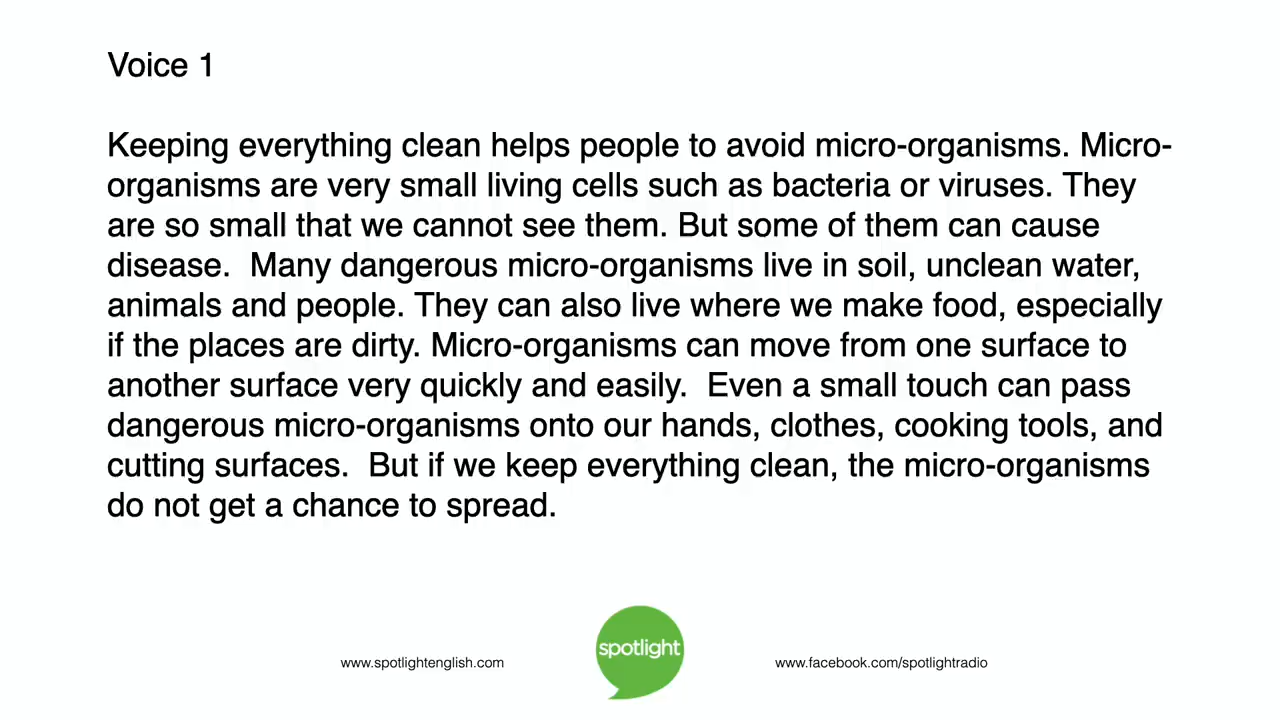 Voice 1
Keeping everything clean helps people to avoid micro-organisms. Micro-
organisms are very small living cells such as bacteria or viruses. They
are so small that we cannot see them. But some of them can cause
disease.  Many dangerous micro-organisms live in soil, unclean water,
animals and people. They can also live where we make food, especially
if the places are dirty. Micro-organisms can move from one surface to
another surface very quickly and easily.  Even a small touch can pass
dangerous micro-organisms onto our hands, clothes, cooking tools, and
cutting surfaces.  But if we keep everything clean, the micro-organisms
do not get a chance to spread.
www.spotlightenglish.com
spotlight
www.facebook.com/spotlightradio